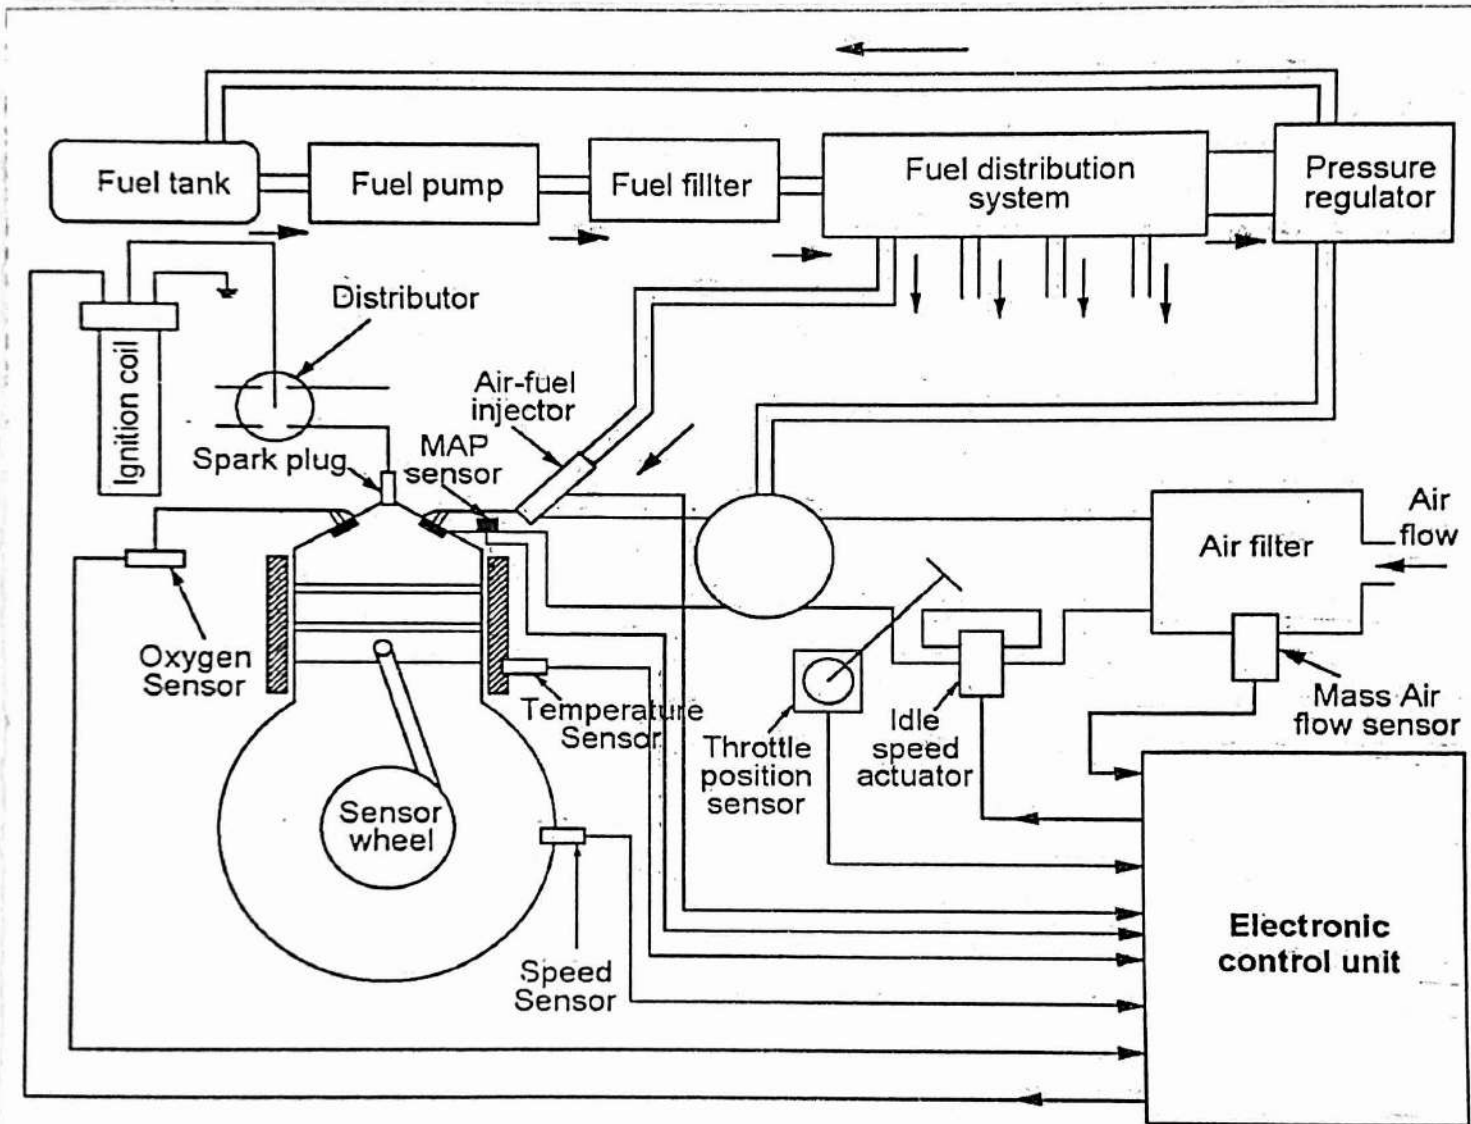 Fuel tank
Fuel pump
Fuel fillter
Fuel distribution
system
Pressure
regulator
Distributor
Ignition coil
Air-fuel
injector
Spark plug
MAP
sensor
Air
flow
Air filter
Oxygen
Sensor
Temperature
Sensor
Throttle
position
sensor
Idle
speed
actuator
Mass Air
flow sensor
Sensor
wheel
Speed
Sensor
Electronic
control unit